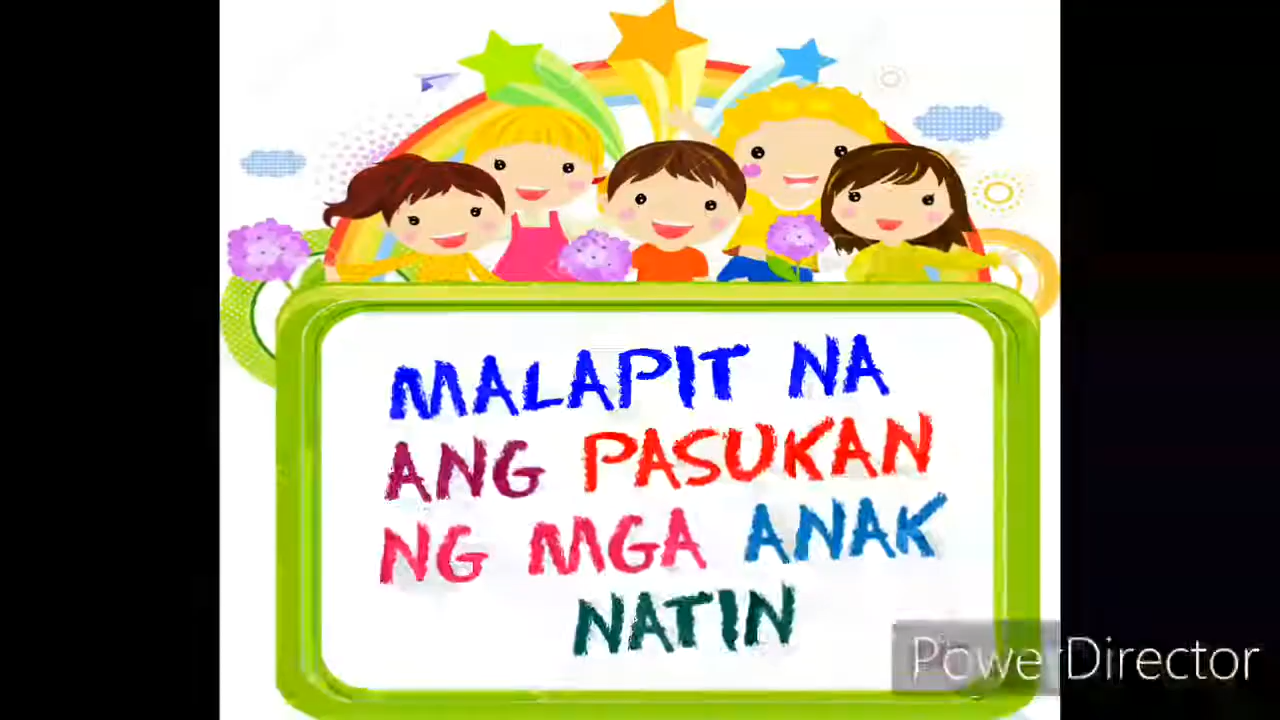 MALAPIT NA
ANG PASUKAN
NG MGA ANAK
NATIN
PowerDirector